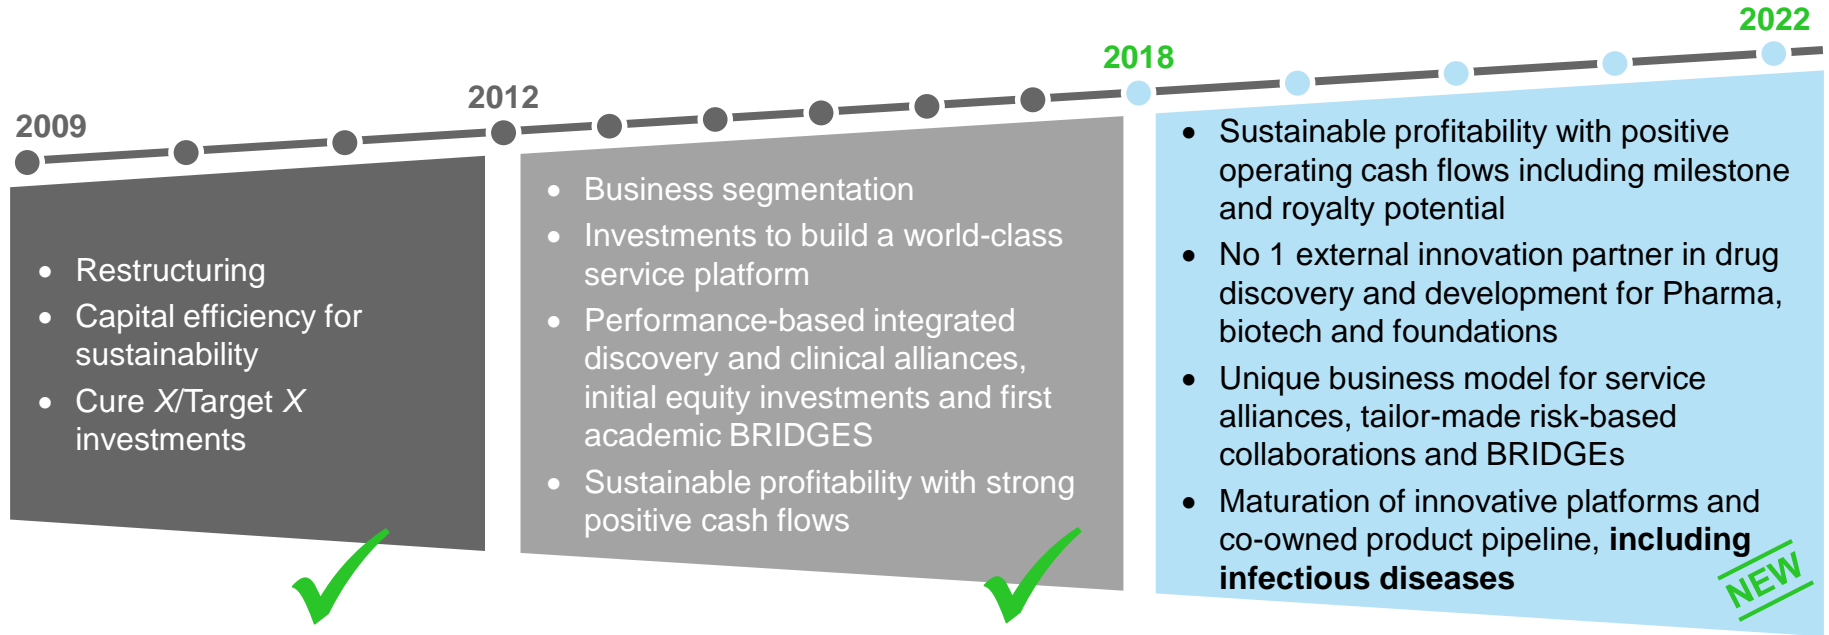 2009
2012
2018
2022
• Restructuring
• Capital efficiency for
sustainability
• Cure X/Target X
investments
• Business segmentation
• Investments to build a world-class
service platform
• Performance-based integrated
discovery and clinical alliances,
initial equity investments and first
academic BRIDGES
• Sustainable profitability with strong
positive cash flows
• Sustainable profitability with positive
operating cash flows including milestone
and royalty potential
• No 1 external innovation partner in drug
discovery and development for Pharma,
biotech and foundations
• Unique business model for service
alliances, tailor-made risk-based
collaborations and BRIDGEs
• Maturation of innovative platforms and
co-owned product pipeline, including
infectious diseases
NEW